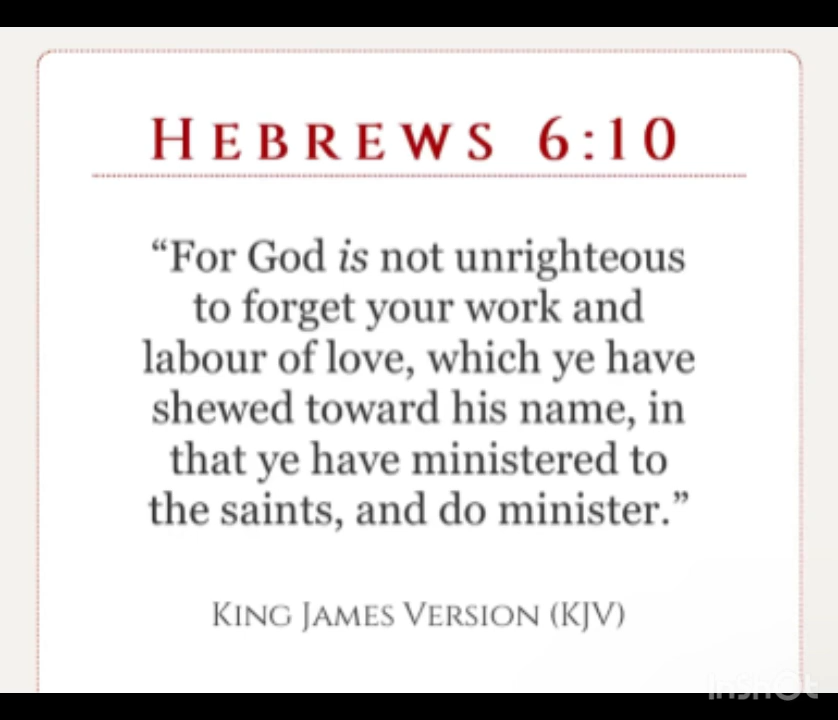 HEBREWS 6:10
“For God is not unrighteous
to forget your work and
labour of love, which ye have
shewed toward his name, in
that ye have ministered to
the saints, and do minister.”
KING JAMES VERSION (KJV)
InShOt